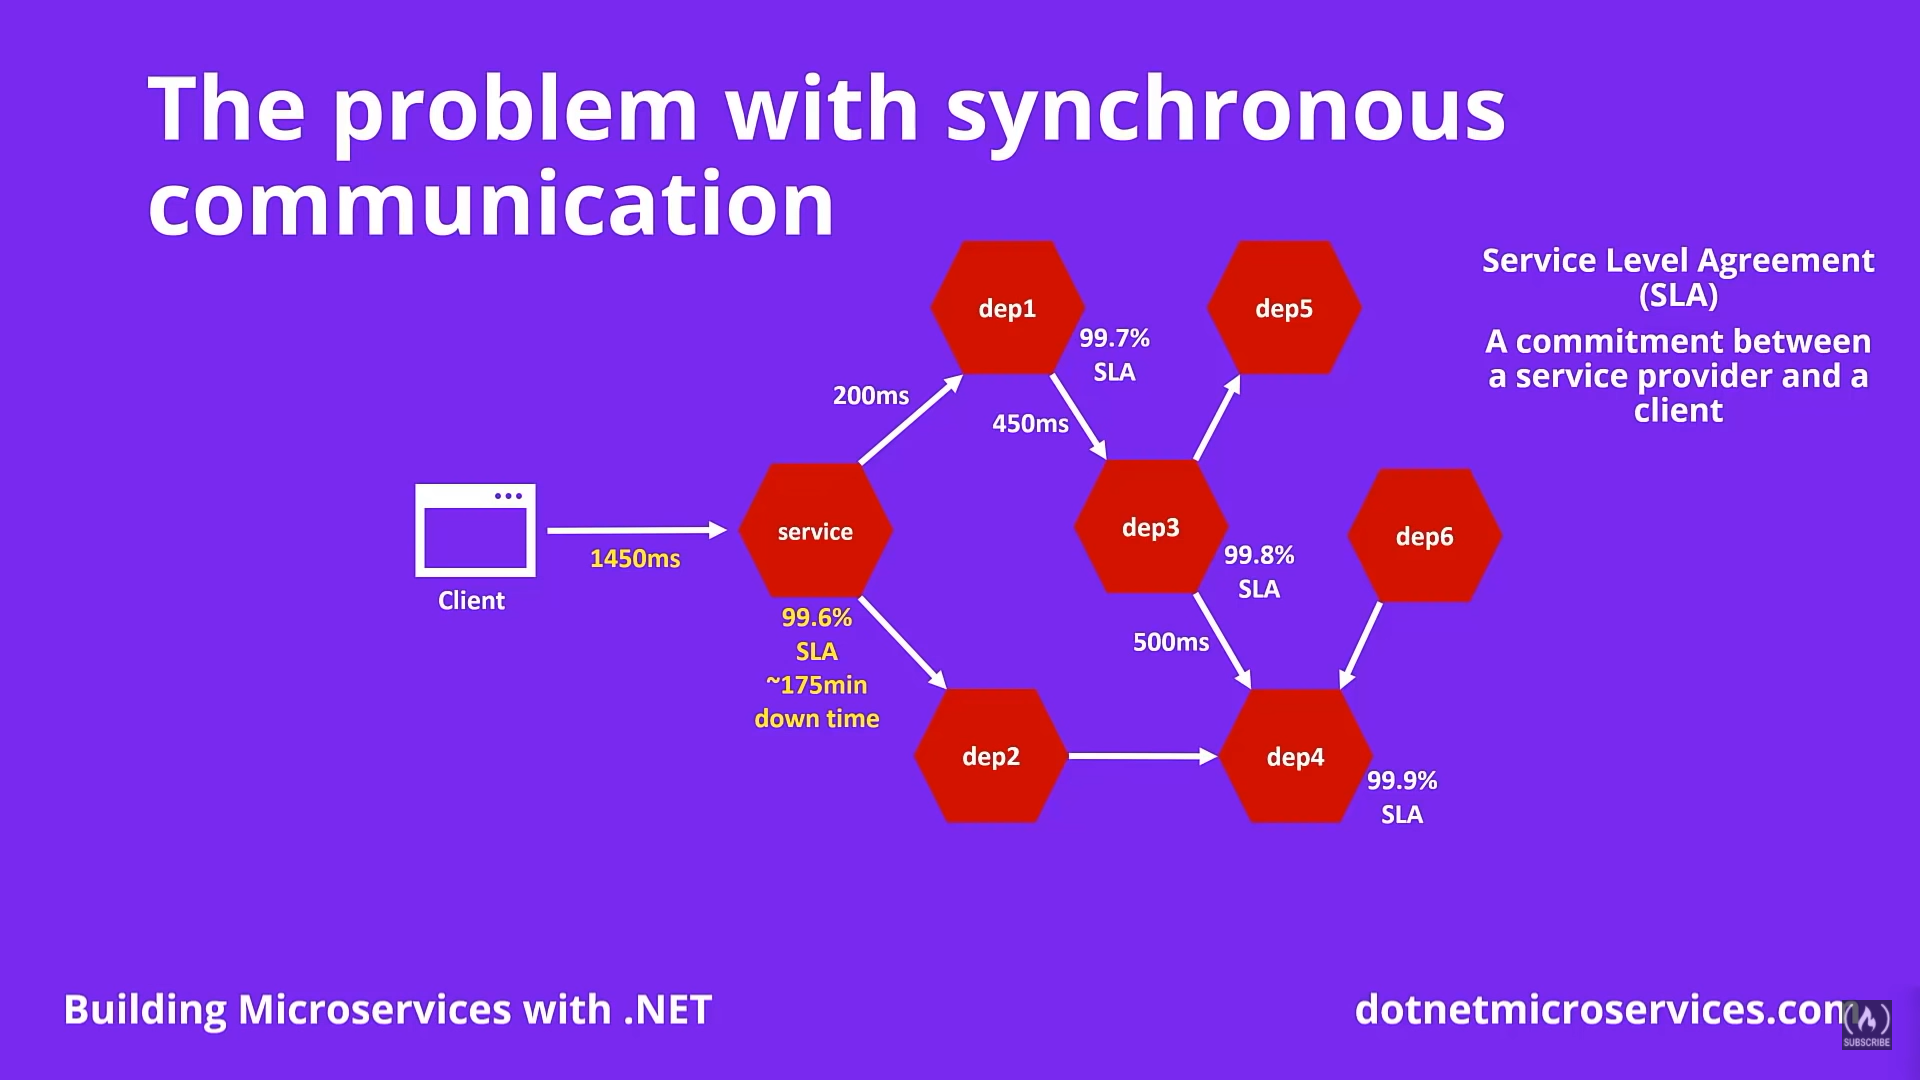 The problem with synchronous
communication
Service Level Agreement
(SLA)
A commitment between
a service provider and a
client
dep1
99.7%
SLA
dep5
200ms
450ms
Client
1450ms
service
99.6%
SLA
~175min
down time
dep3
99.8%
SLA
dep6
500ms
dep2
dep4
99.9%
SLA
Building Microservices with .NET
dotnetmicroservices.com
SUBSCRIBE